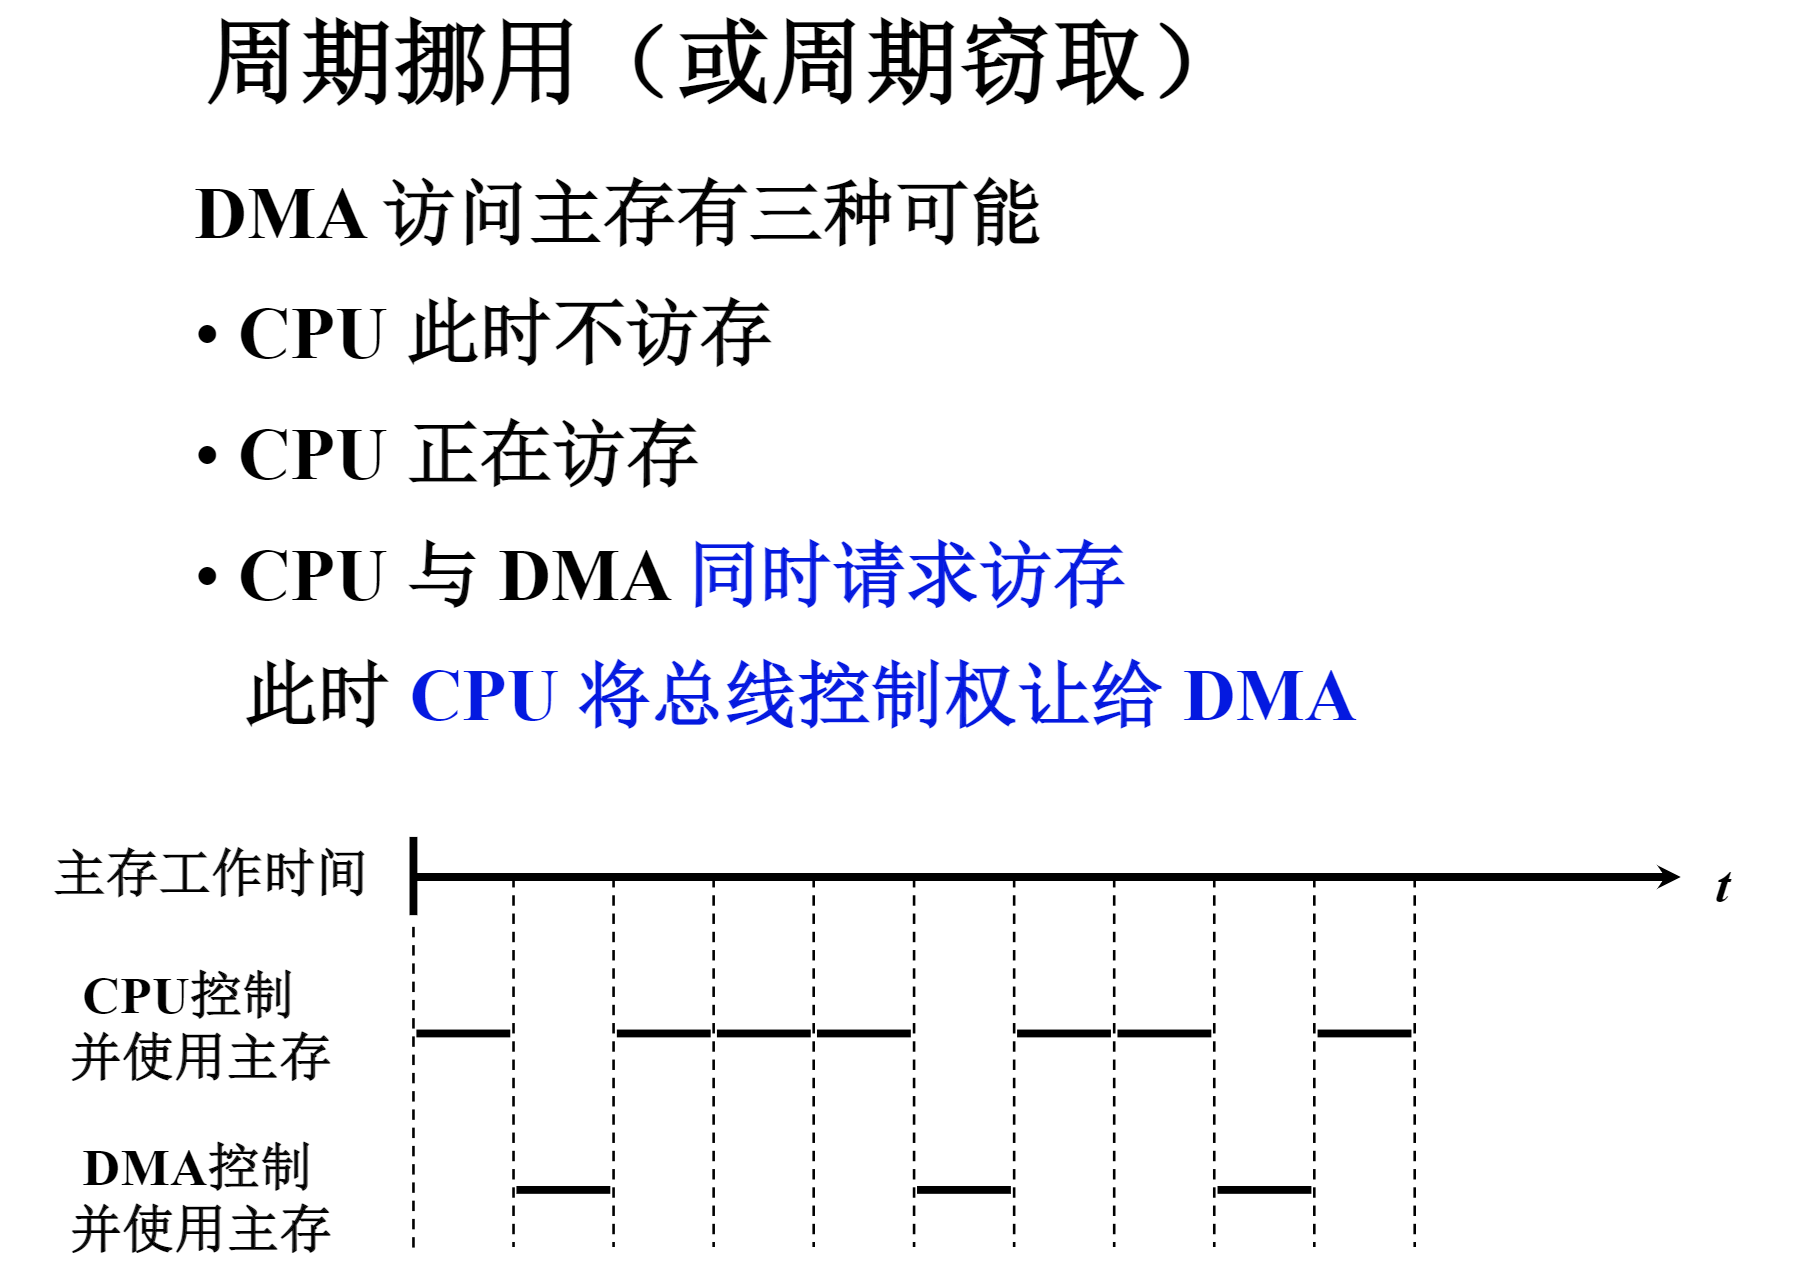 周期挪用（或周期窃取）
DMA 访问主存有三种可能
• CPU 此时不访存
• CPU 正在访存
• CPU 与 DMA 同时请求访存
此时 CPU 将总线控制权让给 DMA
主存工作时间
t
CPU控制
并使用主存
DMA控制
并使用主存